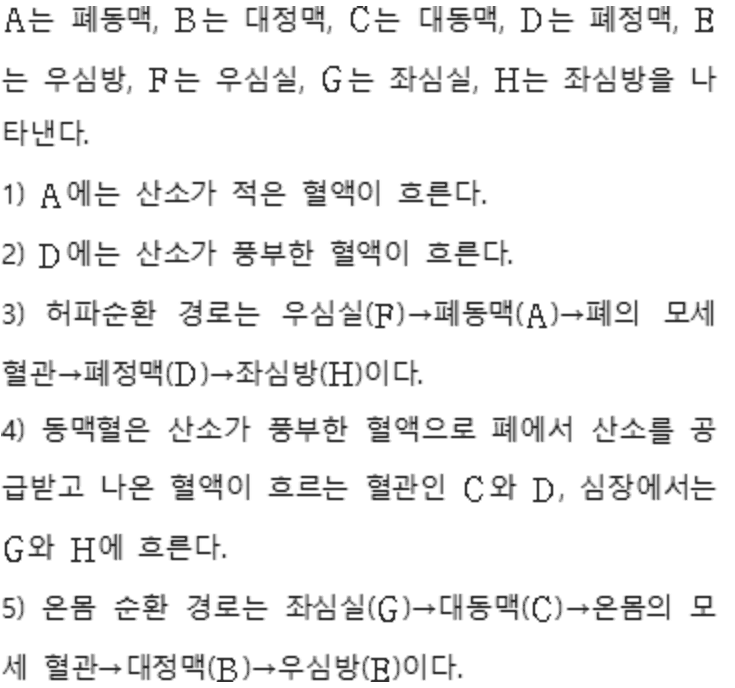 A는 폐동맥, B는 대정맥, C는 대동맥, D는 폐정맥, E
는 우심방, F는 우심실, G는 좌심실, H는 좌심방을 나
타낸다.
1) A에는 산소가 적은 혈액이 흐른다.
2) D에는 산소가 풍부한 혈액이 흐른다.
3) 허파순환 경로는 우심실(F)→폐동맥(A)→폐의 모세
혈관→폐정맥(D)→좌심방(H)이다.
4) 동맥혈은 산소가 풍부한 혈액으로 폐에서 산소를 공
급받고 나온 혈액이 흐르는 혈관인 C와 D, 심장에서는
G와 H에 흐른다.
5) 온몸 순환 경로는 좌심실(G)→대동맥(C)→온몸의 모
세 혈관→대정맥(B)→우심방(E)이다.